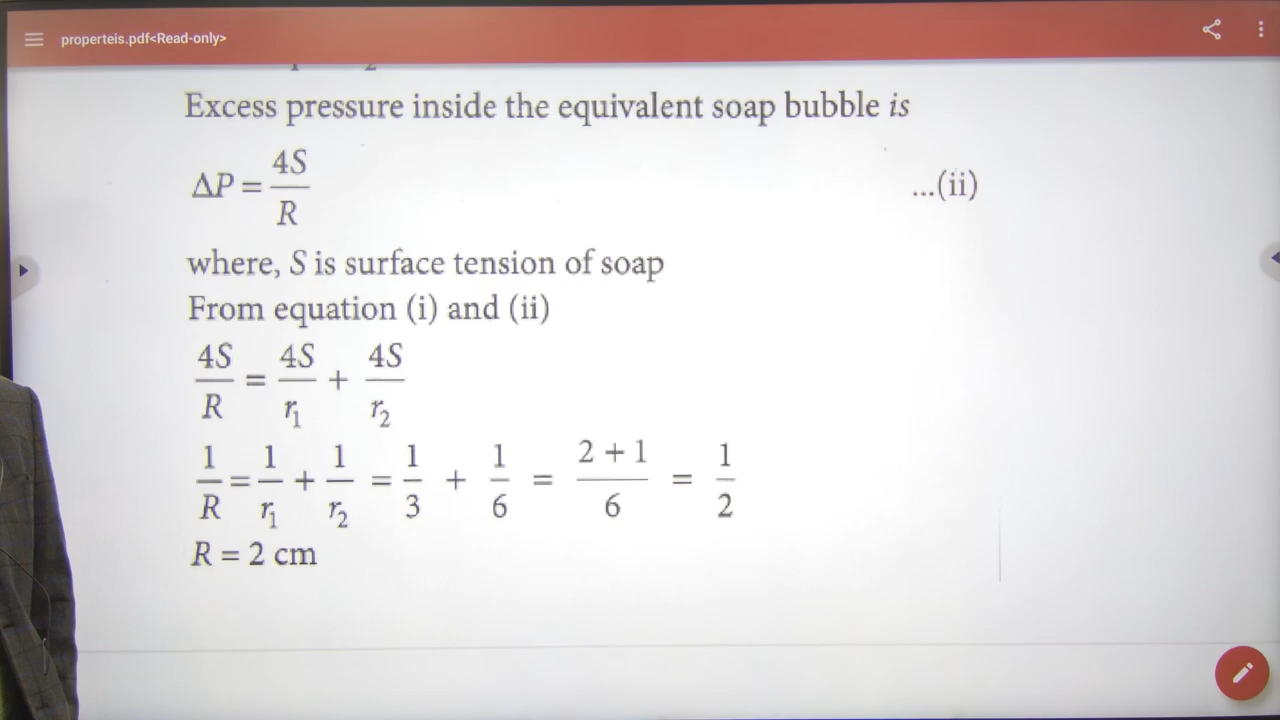 properteis.pdf<Read-only>
Excess pressure inside the equivalent soap bubble is
ΔP = 4S/R ...(ii)
where, S is surface tension of soap
From equation (i) and (ii)
4S/R = 4S/r₁ + 4S/r₂
1/R = 1/r₁ + 1/r₂ = 1/3 + 1/6 = (2 + 1)/6 = 1/2
R = 2 cm